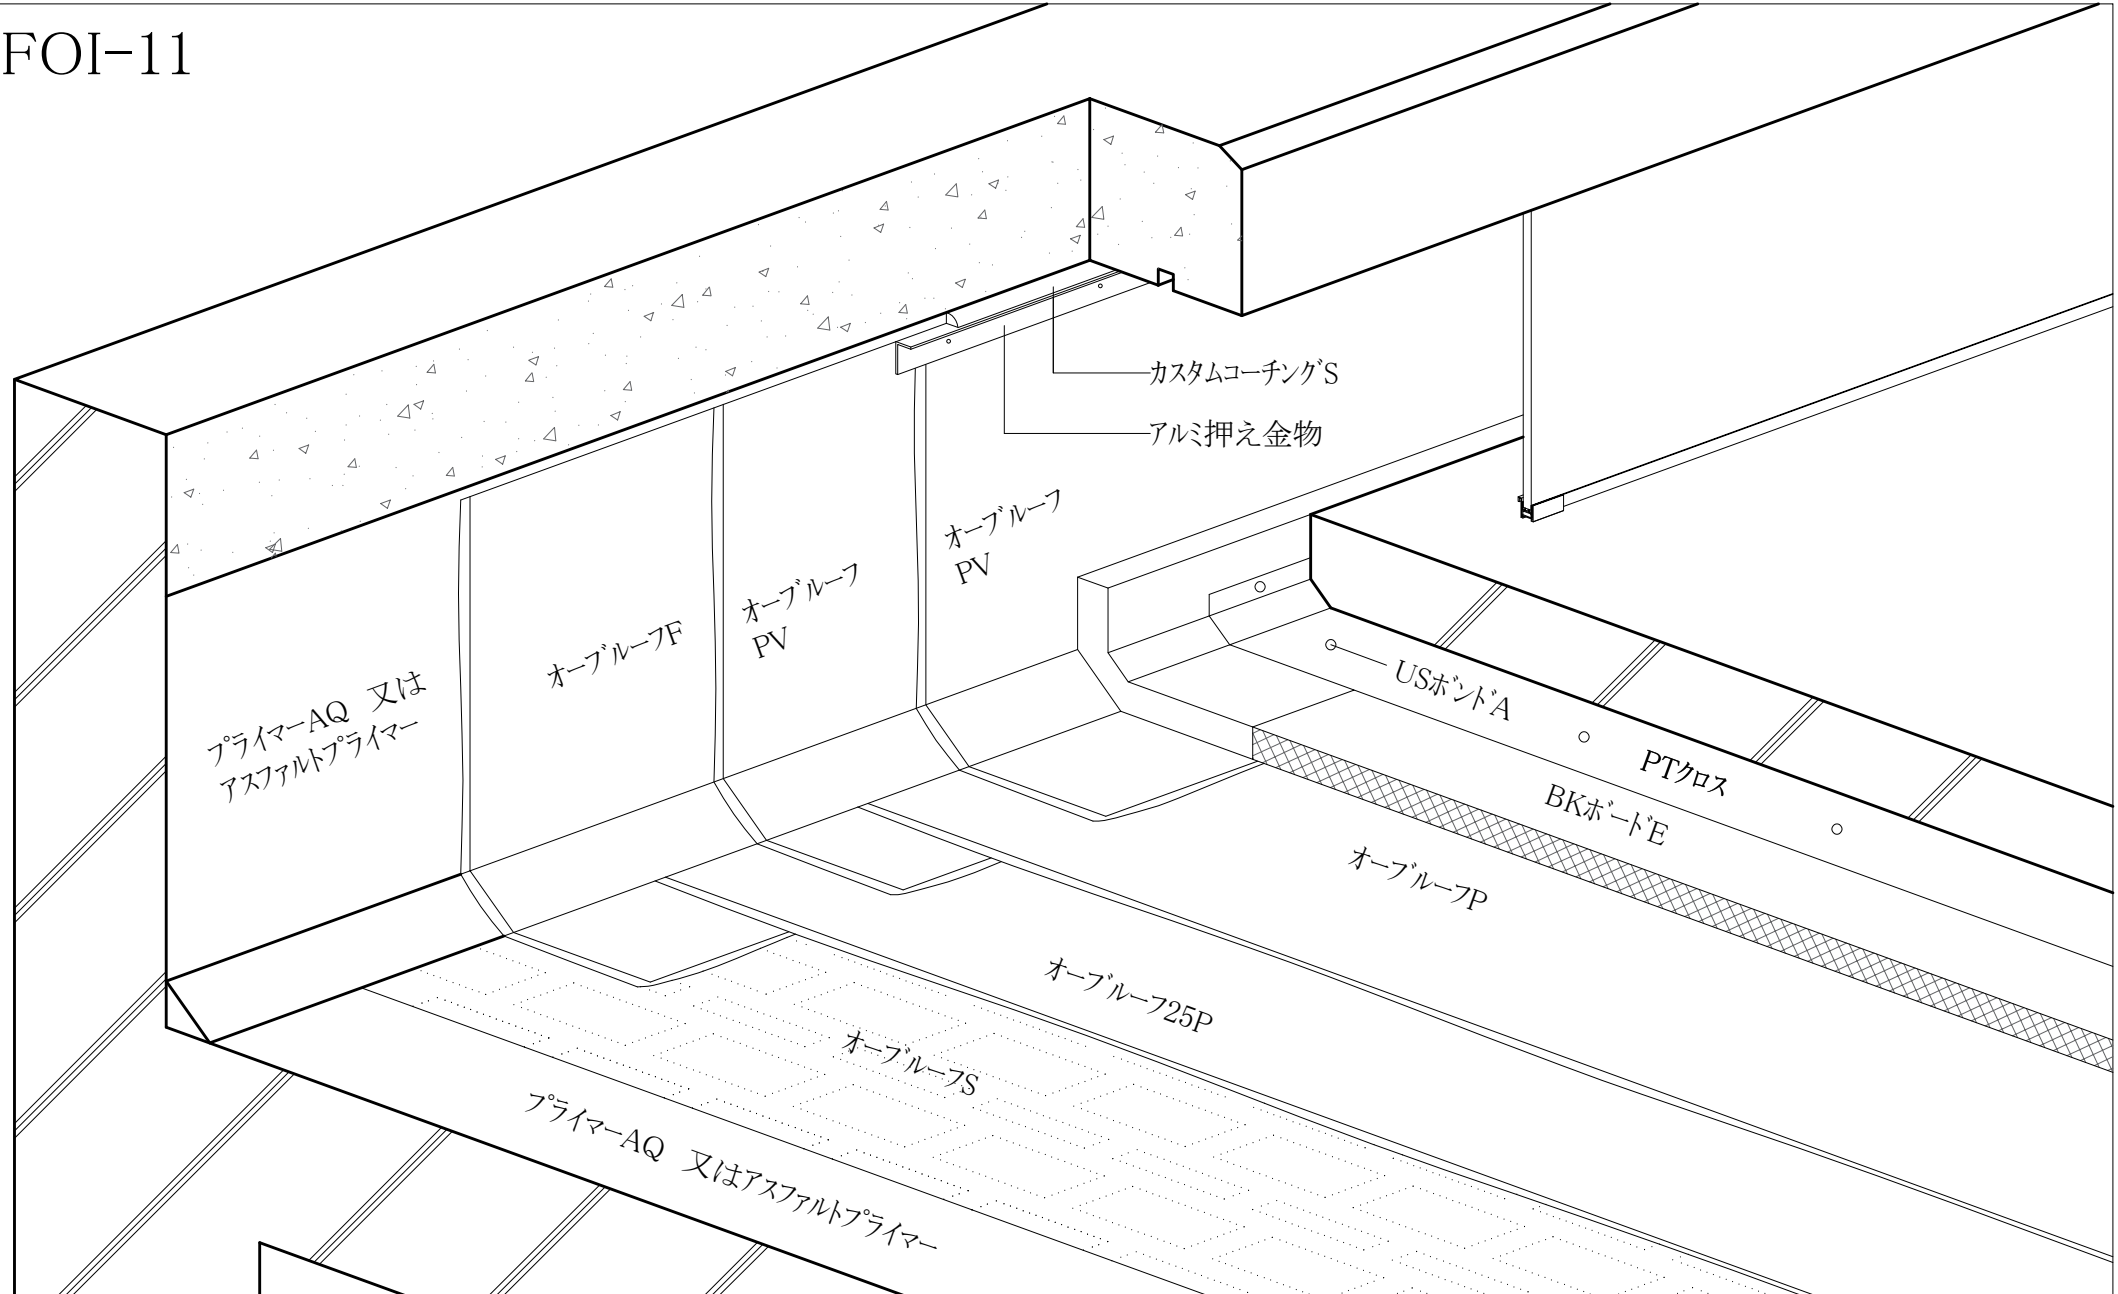 FOI-11
カスタムコーチングS
アルミ押え金物
オーブルーフ
PV
オーブルーフ
PV
オーブルーフF
プライマーAQ 又は
アスファルトプライマー
USボンドA
PTクロス
BKボードE
オーブルーフP
オーブルーフ25P
オーブルーフS
プライマーAQ 又はアスファルトプライマー